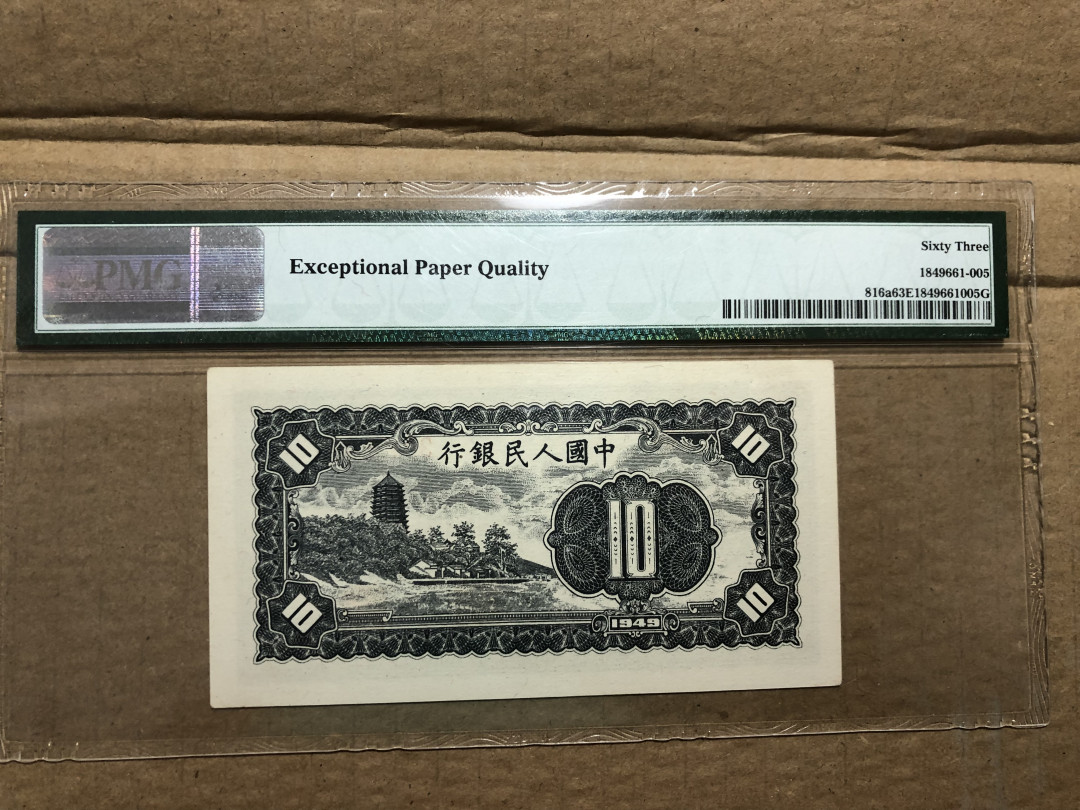 PMG
Exceptional Paper Quality
Sixty Three
1849661-005
816a63E1849661005G
行銀民人國中
10
10
10
10
10
1949